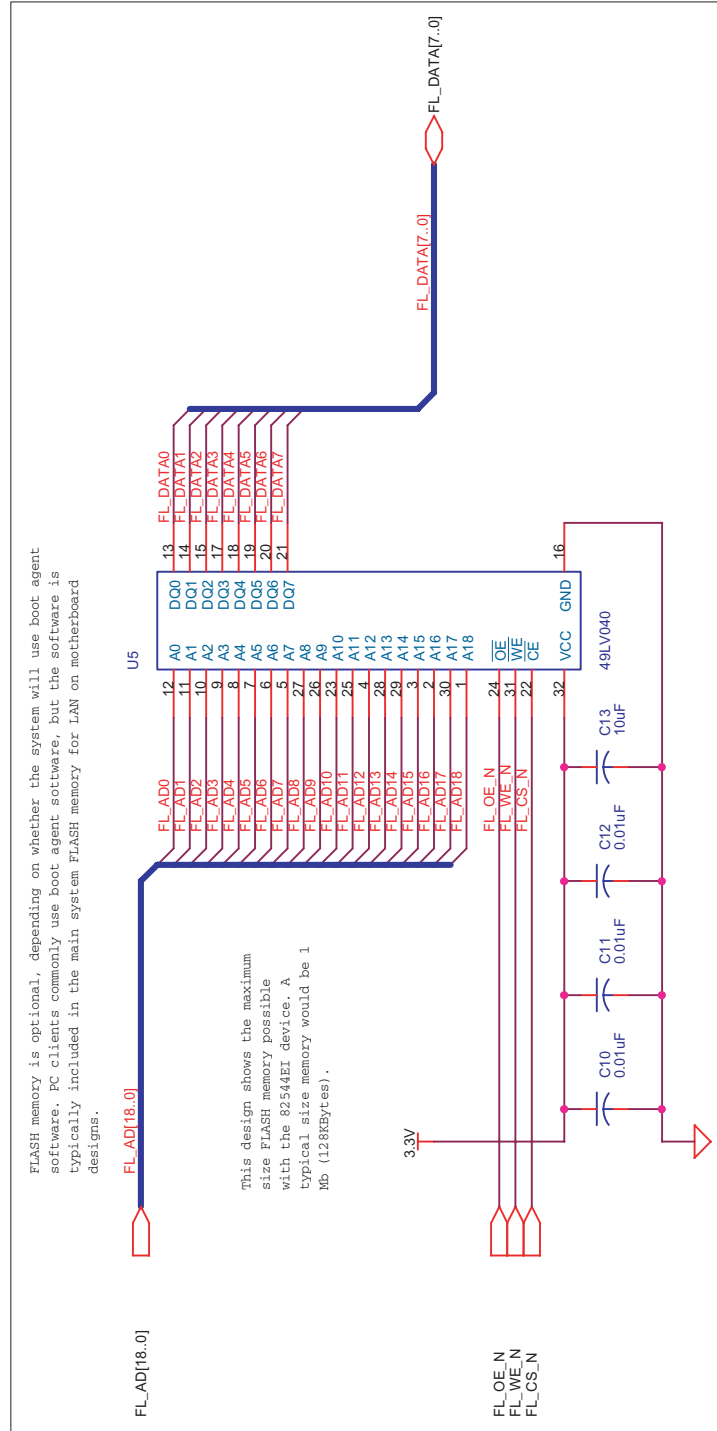 FLASH memory is optional, depending on whether the system will use boot agent
software. PC clients commonly use boot agent sottware, but the software is
typically included in the main system FLASH memory for LAN on motherboard
designs.
This design shows the maximum
size FLASH memory possible
with the 82544EI device. A
typical size memory would be 1
Mb (128KBytes).
FL_AD[18..0]
FL_AD[18..0]
FL_AD0
FL_AD1
FL_AD2
FL_AD3
FL_AD4
FL_AD5
FL_AD6
FL_AD7
FL_AD8
FL_AD9
FL_AD10
FL_AD11
FL_AD12
FL_AD13
FL_AD14
FL_AD15
FL_AD16
FL_AD17
FL_AD18
FL_OE_N
FL_WE_N
FL_CS_N
FL_OE_N
FL_WE_N
FL_CS_N
U5
12 A0
11 A1
10 A2
9 A3
8 A4
7 A5
6 A6
5 A7
27 A8
26 A9
23 A10
25 A11
4 A12
28 A13
29 A14
3 A15
2 A16
30 A17
1 A18
24 OE
31 WE
22 CE
32 VCC
GND 16
49LV040
DQ0 13
DQ1 14
DQ2 15
DQ3 17
DQ4 18
DQ5 19
DQ6 20
DQ7 21
FL_DATA0
FL_DATA1
FL_DATA2
FL_DATA3
FL_DATA4
FL_DATA5
FL_DATA6
FL_DATA7
FL_DATA[7..0]
FL_DATA[7..0]
3.3V
C10
0.01uF
C11
0.01uF
C12
0.01uF
C13
10uF